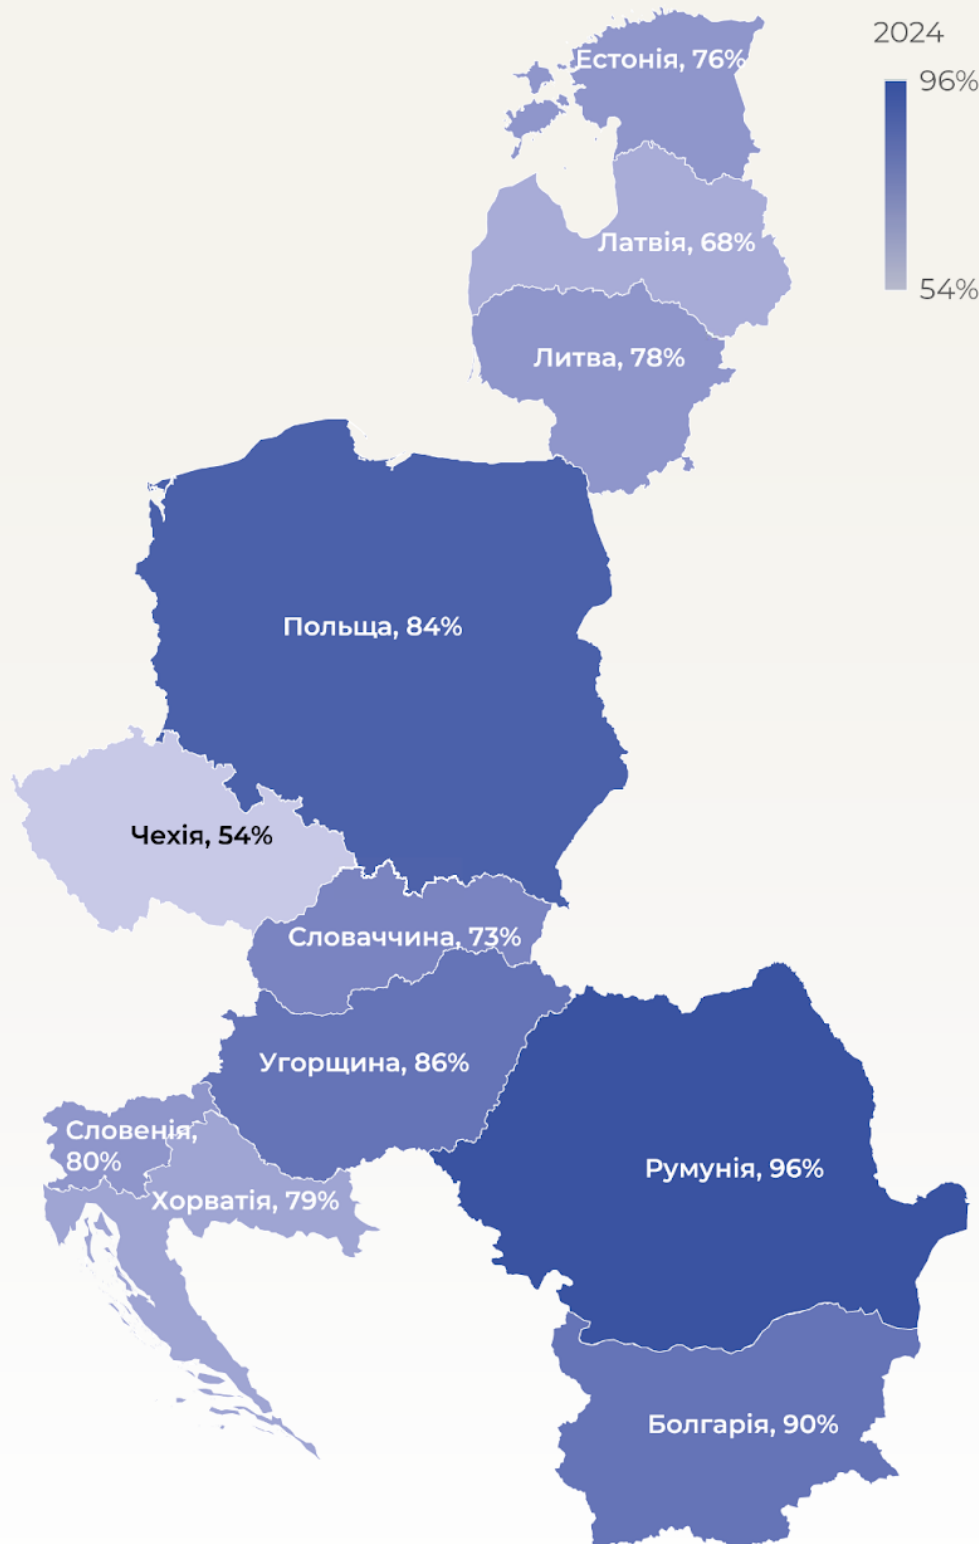 2024
96%
54%
Естонія, 76%
Латвія, 68%
Литва, 78%
Польща, 84%
Чехія, 54%
Словаччина, 73%
Угорщина, 86%
Словенія,
80%
Хорватія, 79%
Румунія, 96%
Болгарія, 90%